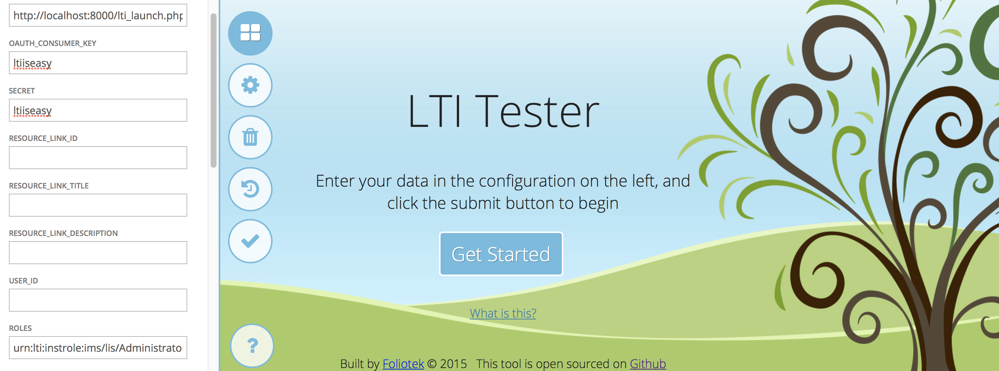 http://localhost:8000/lti_launch.php
OAUTH_CONSUMER_KEY
ltiiseasy
SECRET
ltiiseasy
RESOURCE_LINK_ID
RESOURCE_LINK_TITLE
RESOURCE_LINK_DESCRIPTION
USER_ID
ROLES
urn:lti:instrole:ims/lis/Administrato
LTI Tester
Enter your data in the configuration on the left, and
click the submit button to begin
Get Started
What is this?
?
Built by Foliotek © 2015 This tool is open sourced on Github